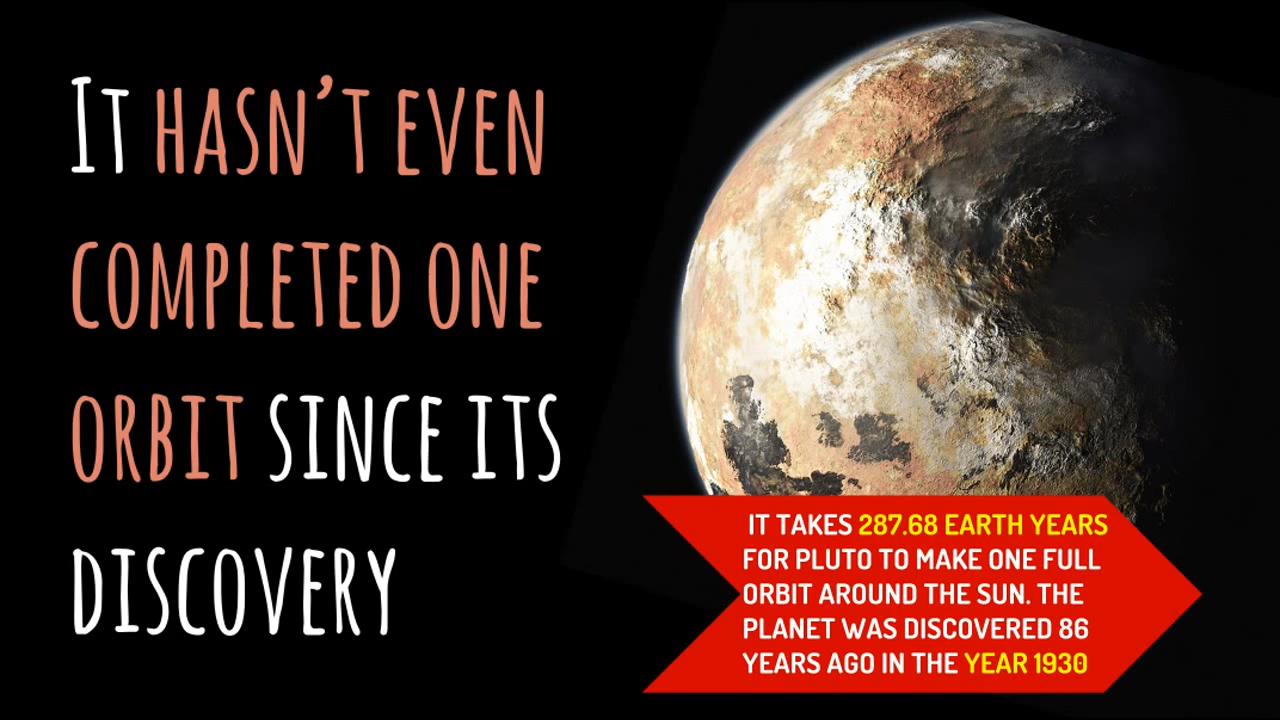 It hasn't even
completed one
orbit since its
discovery
IT TAKES 287.68 EARTH YEARS
FOR PLUTO TO MAKE ONE FULL
ORBIT AROUND THE SUN. THE
PLANET WAS DISCOVERED 86
YEARS AGO IN THE YEAR 1930